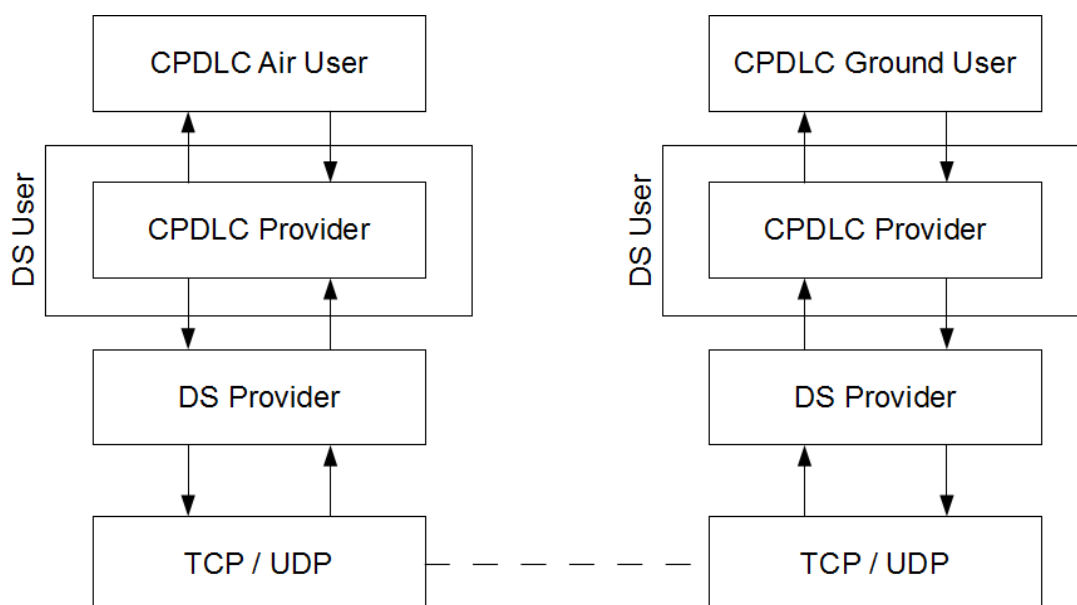 CPDLC Air User
CPDLC Ground User
DS User
CPDLC Provider
DS User
CPDLC Provider
DS Provider
DS Provider
TCP / UDP
TCP / UDP